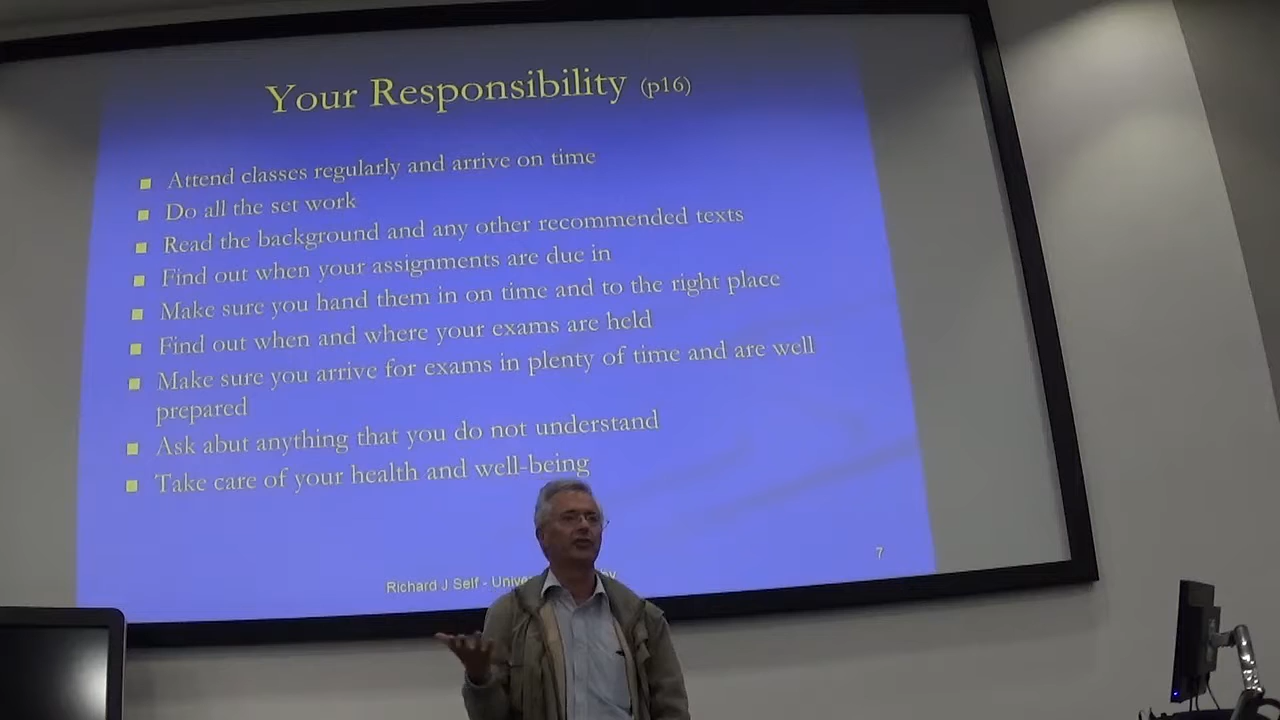 Your Responsibility (p16)
Attend classes regularly and arrive on time
Do all the set work
Read the background and any other recommended texts
Find out when your assignments are due in
Make sure you hand them in on time and to the right place
Find out when and where your exams are held
Make sure you arrive for exams in plenty of time and are well
prepared
Ask abut anything that you do not understand
Take care of your health and well-being
7
Richard J Self -